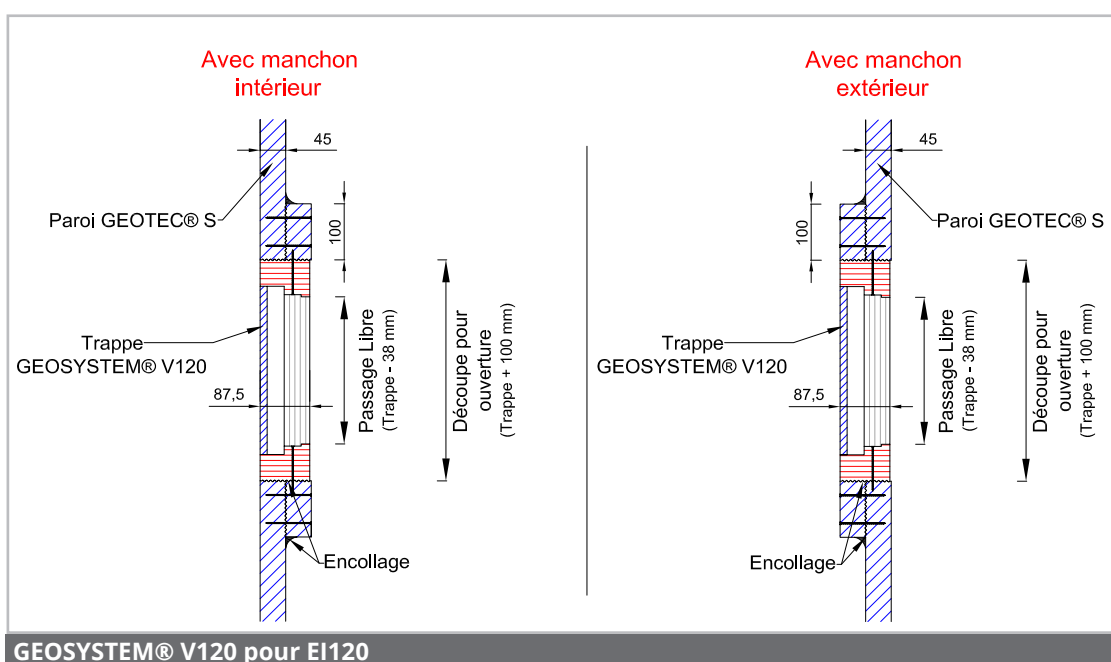 Avec manchon
intérieur
45
Paroi GEOTEC® S
100
Trappe
GEOSYSTEM® V120
87,5
Passage Libre
(Trappe - 38 mm)
Découpe pour
ouverture
(Trappe + 100 mm)
Encollage
Avec manchon
extérieur
45
Paroi GEOTEC® S
100
Trappe
GEOSYSTEM® V120
87,5
Passage Libre
(Trappe - 38 mm)
Découpe pour
ouverture
(Trappe + 100 mm)
Encollage
GEOSYSTEM® V120 pour EI120